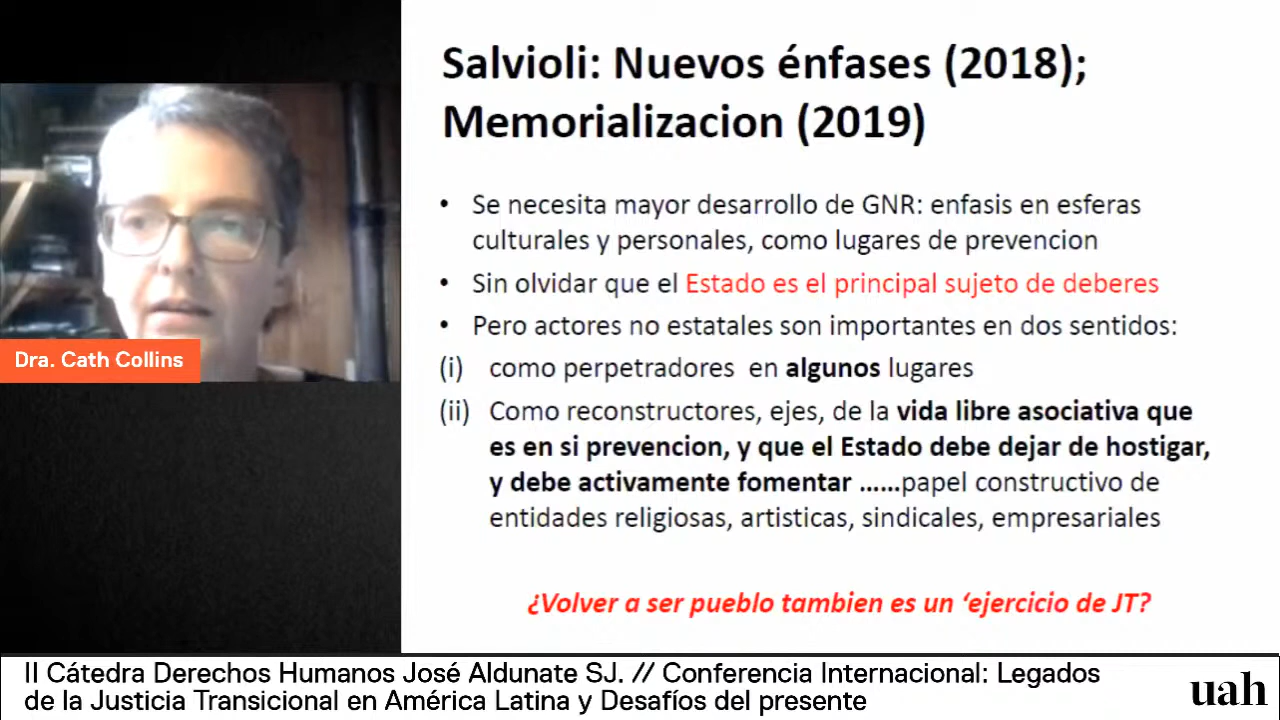 Salvioli: Nuevos énfases (2018);
Memorializacion (2019)
• Se necesita mayor desarrollo de GNR: enfasis en esferas
culturales y personales, como lugares de prevencion
• Sin olvidar que el Estado es el principal sujeto de deberes
• Pero actores no estatales son importantes en dos sentidos:
(i) como perpetradores en algunos lugares
(ii) Como reconstructores, ejes, de la vida libre asociativa que
es en si prevencion, y que el Estado debe dejar de hostigar,
y debe activamente fomentar ......papel constructivo de
entidades religiosas, artisticas, sindicales, empresariales
¿Volver a ser pueblo tambien es un ‘ejercicio de JT?
Dra. Cath Collins
II Cátedra Derechos Humanos José Aldunate SJ. // Conferencia Internacional: Legados
de la Justicia Transicional en América Latina y Desafíos del presente
uah